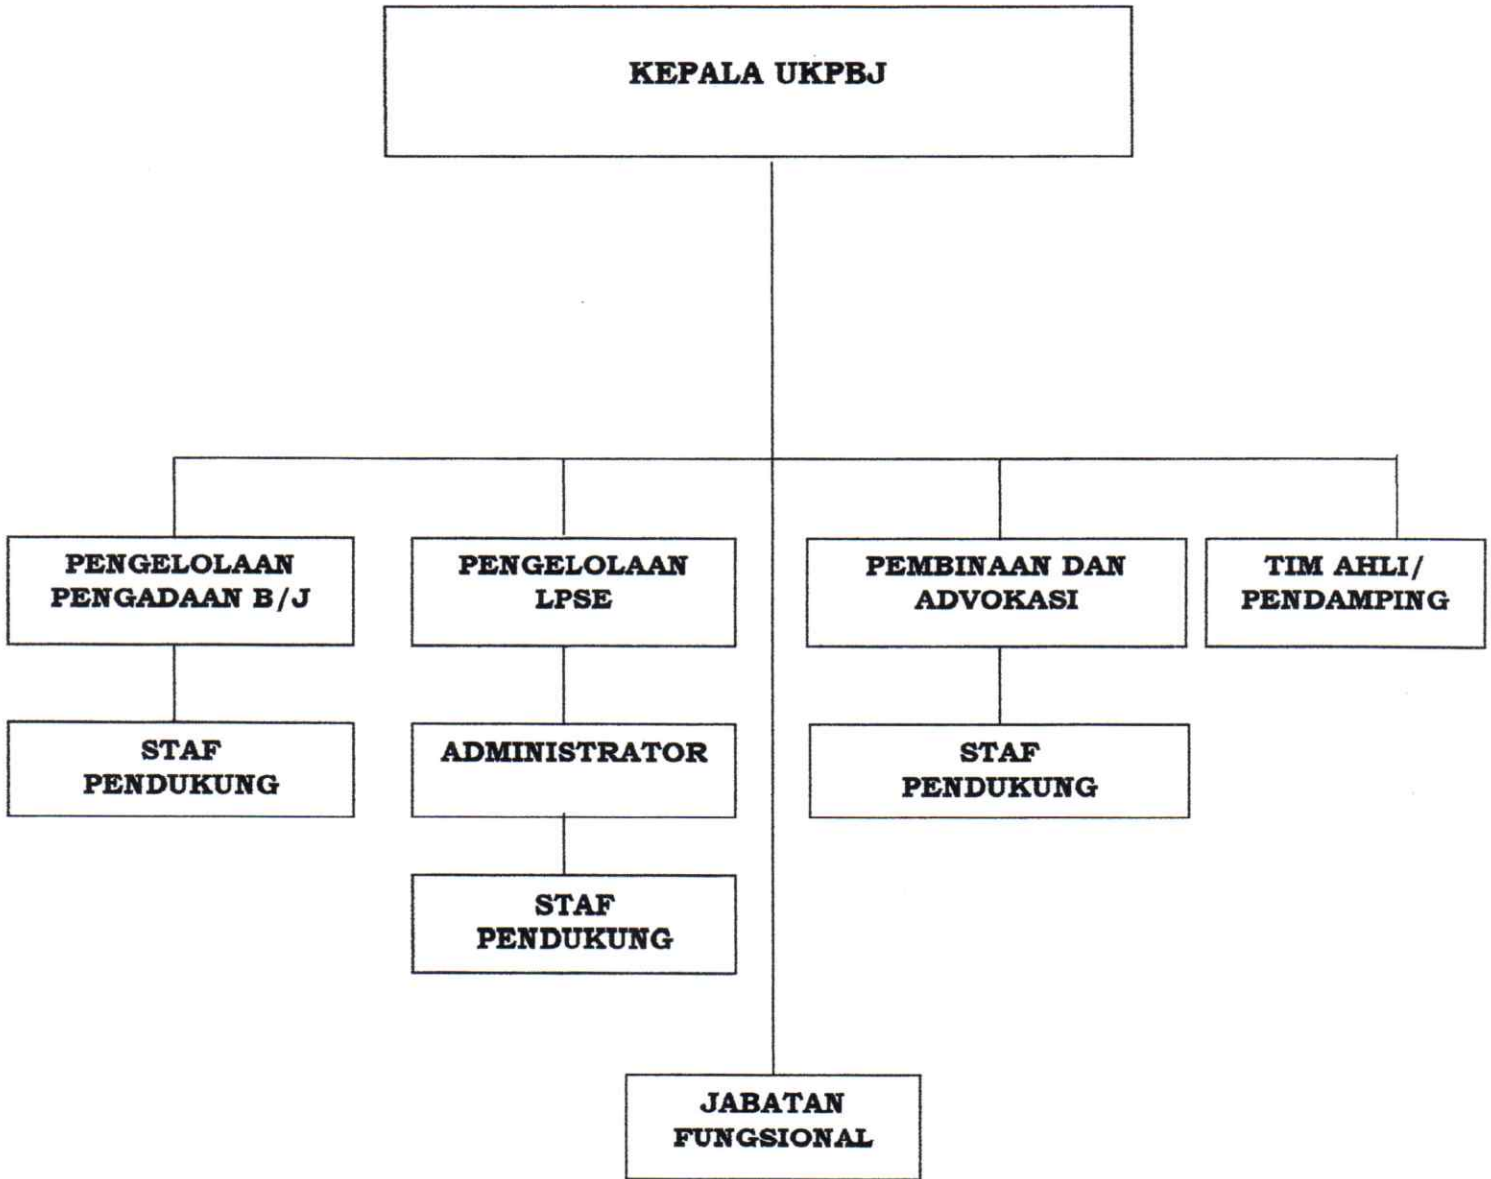 KEPALA UKPBJ
PENGELOLAAN
PENGADAAN B/J
PENGELOLAAN
LPSE
PEMBINAAN DAN
ADVOKASI
TIM AHLI/
PENDAMPING
STAF
PENDUKUNG
ADMINISTRATOR
STAF
PENDUKUNG
STAF
PENDUKUNG
JABATAN
FUNGSIONAL